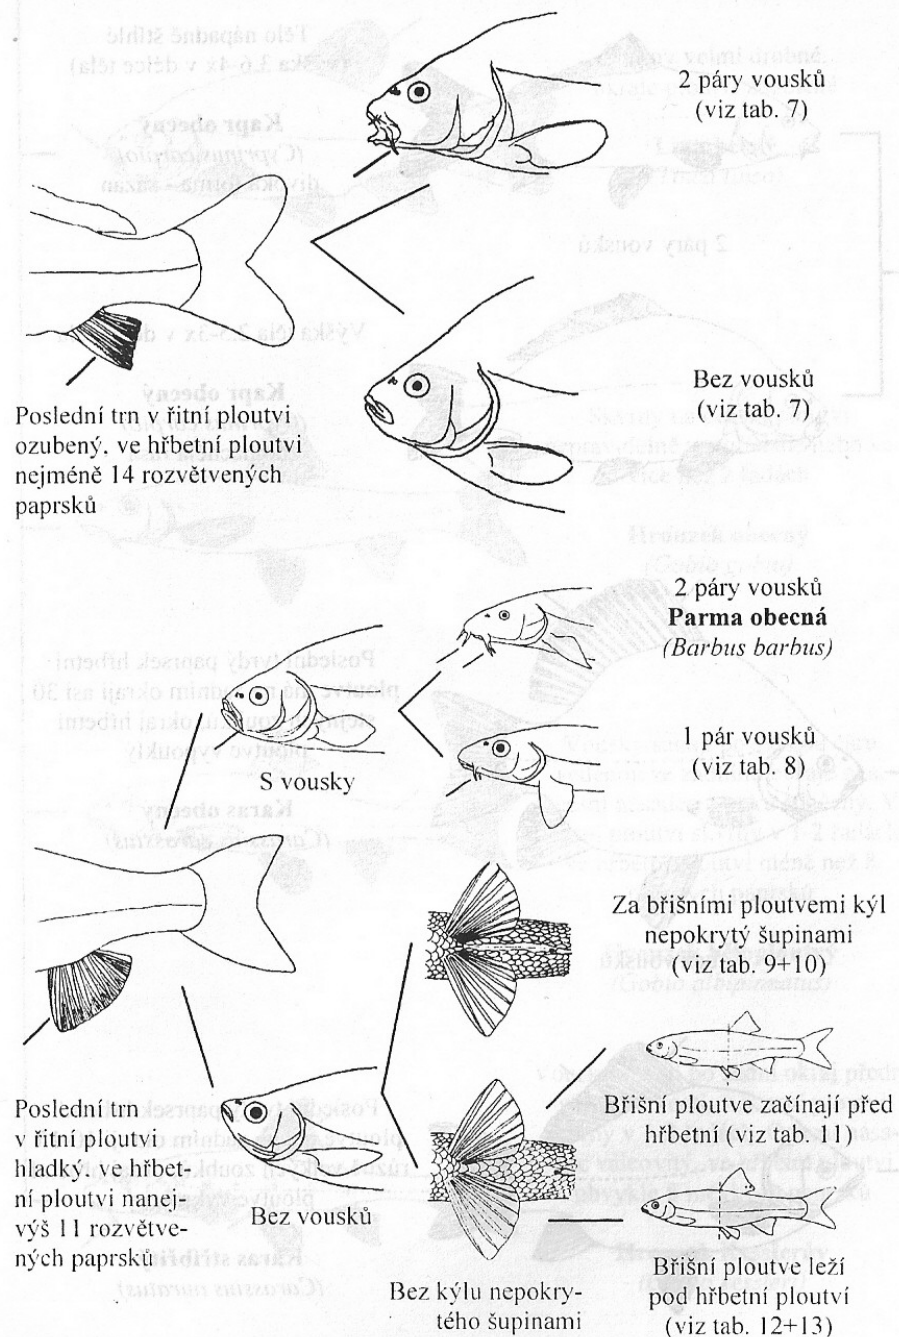 2 páry vousků
(viz tab. 7)
Bez vousků
(viz tab. 7)
Poslední trn v řitní ploutvi
ozubený, ve hřbetní ploutvi
nejméně 14 rozvětvených
paprsků
2 páry vousků
Parma obecná
(Barbus barbus)
1 pár vousků
(viz tab. 8)
S vousky
Za břišními ploutvemi kýl
nepokrytý šupinami
(viz tab. 9+10)
Poslední trn
v řitní ploutvi
hladký, ve hřbet-
ní ploutvi nanej-
výš 11 rozvětve-
ných paprsků
Bez vousků
Břišní ploutve začínají před
hřbetní (viz tab. 11)
Bez kýlu nepokry-
tého šupinami
Břišní ploutve leží
pod hřbetní ploutví
(viz tab. 12+13)